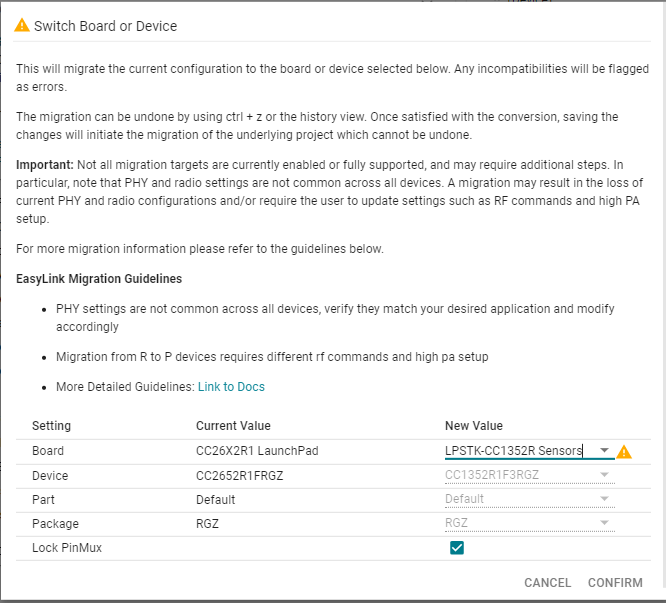 Switch Board or Device
This will migrate the current configuration to the board or device selected below. Any incompatibilities will be flagged
as errors.
The migration can be undone by using ctrl + z or the history view. Once satisfied with the conversion, saving the
changes will initiate the migration of the underlying project which cannot be undone.
Important: Not all migration targets are currently enabled or fully supported, and may require additional steps. In
particular, note that PHY and radio settings are not common across all devices. A migration may result in the loss of
current PHY and radio configurations and/or require the user to update settings such as RF commands and high PA
setup.
For more migration information please refer to the guidelines below.
EasyLink Migration Guidelines
• PHY settings are not common across all devices, verify they match your desired application and modify
accordingly
• Migration from R to P devices requires different rf commands and high pa setup
• More Detailed Guidelines: Link to Docs
Setting Current Value New Value
Board CC26X2R1 LaunchPad LPSTK-CC1352R Sensors
Device CC2652R1FRGZ CC1352R1F3RGZ
Part Default Default
Package RGZ RGZ
Lock PinMux
CANCEL CONFIRM